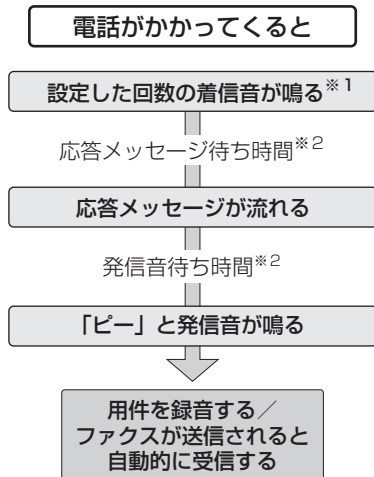 電話がかかってくると
設定した回数の着信音が鳴る※1
応答メッセージ待ち時間※2
応答メッセージが流れる
発信音待ち時間※2
「ピー」と発信音が鳴る
用件を録音する／
ファクスが送信されると
自動的に受信する